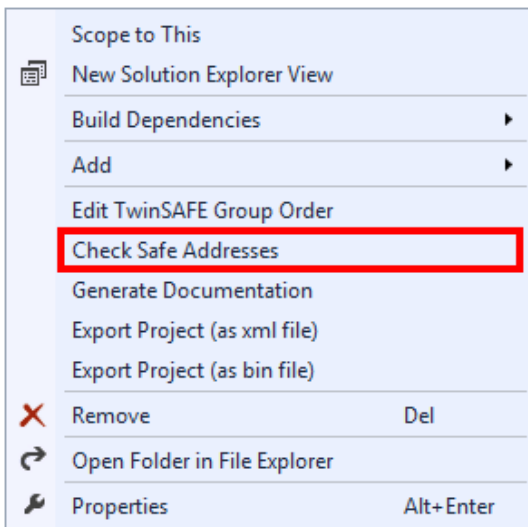 Scope to This
New Solution Explorer View
Build Dependencies
Add
Edit TwinSAFE Group Order
Check Safe Addresses
Generate Documentation
Export Project (as xml file)
Export Project (as bin file)
Remove Del
Open Folder in File Explorer
Properties Alt+Enter